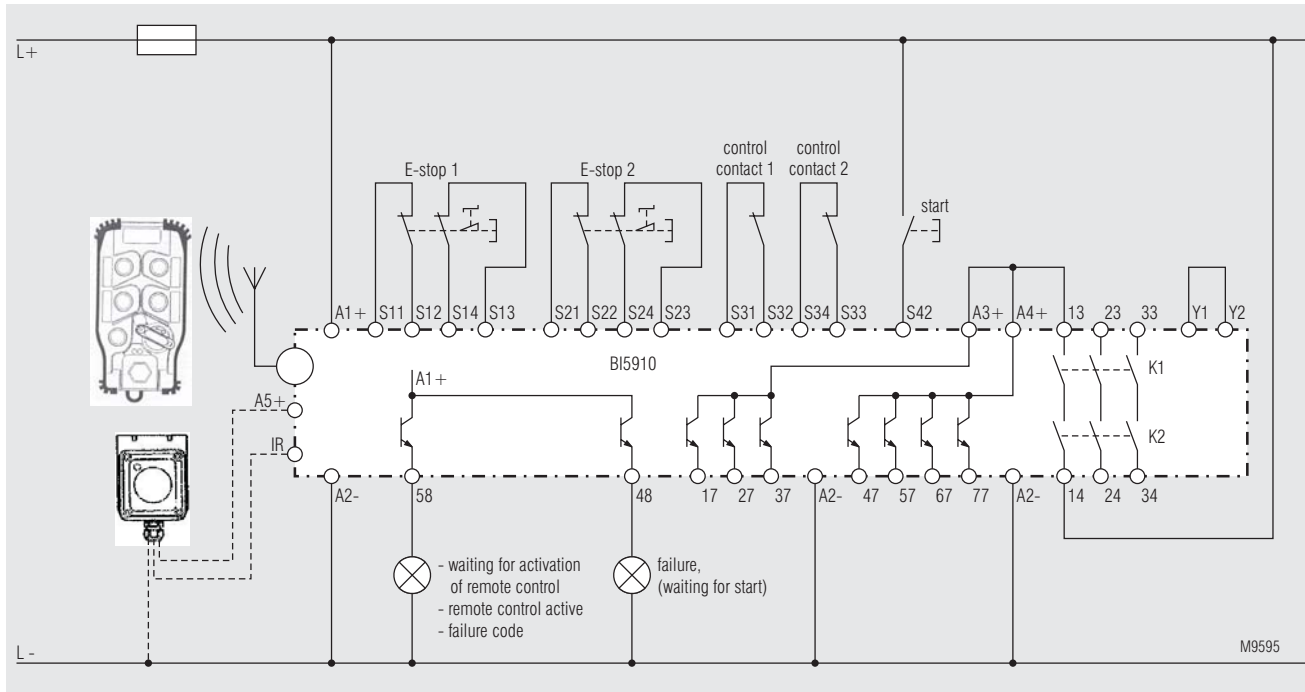 L+
E-stop 1
E-stop 2
control contact 1
control contact 2
start
A1+
S11
S12
S14
S13
S21
S22
S24
S23
S31
S32
S34
S33
S42
A3+
A4+
13
23
33
Y1
Y2
BI5910
A1+
K1
A5+
K2
IR
A2-
58
48
17
27
37
A2-
47
57
67
77
A2-
14
24
34
- waiting for activation
of remote control
- remote control active
- failure code
failure,
(waiting for start)
L -
M9595